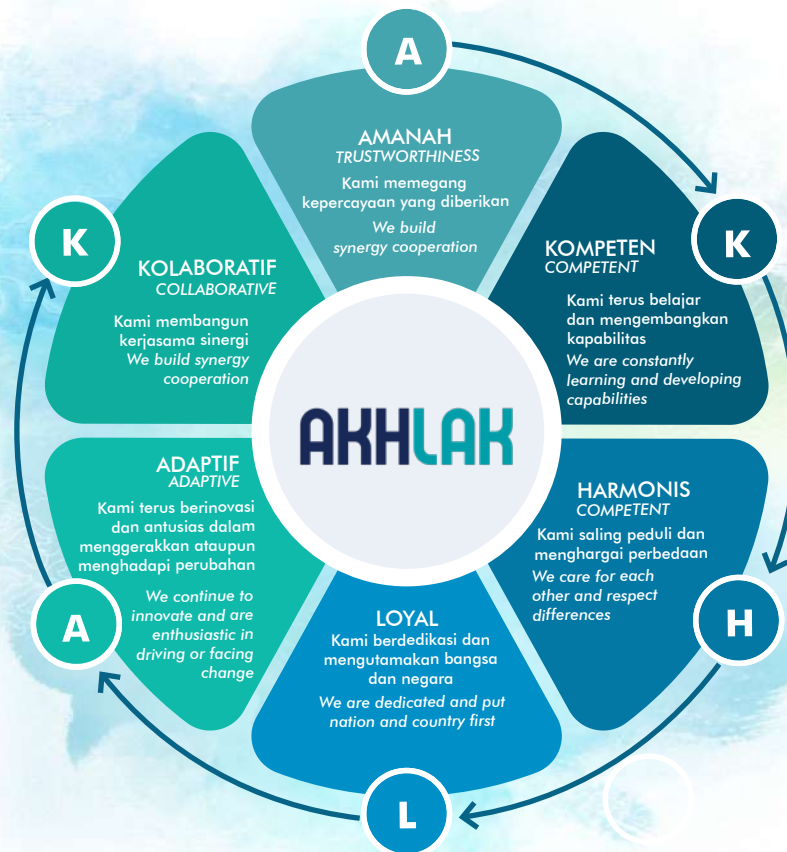 A
AMANAH
TRUSTWORTHINESS
Kami memegang
kepercayaan yang diberikan
We build
synergy cooperation
K
KOMPETEN
COMPETENT
Kami terus belajar
dan mengembangkan
kapabilitas
We are constantly
learning and developing
capabilities
H
HARMONIS
COMPETENT
Kami saling peduli dan
menghargai perbedaan
We care for each
other and respect
differences
L
LOYAL
Kami berdedikasi dan
mengutamakan bangsa
dan negara
We are dedicated and put
nation and country first
A
ADAPTIF
ADAPTIVE
Kami terus berinovasi
dan antusias dalam
menggerakkan ataupun
menghadapi perubahan
We continue to
innovate and are
enthusiastic in
driving or facing
change
K
KOLABORATIF
COLLABORATIVE
Kami membangun
kerjasama sinergi
We build synergy
cooperation
AKHLAK